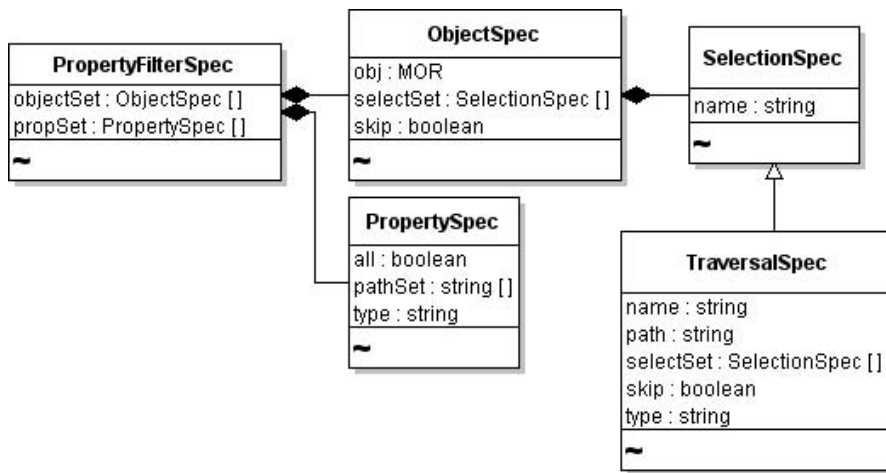 PropertyFilterSpec
objectSet : ObjectSpec [ ]
propSet : PropertySpec [ ]
~
ObjectSpec
obj : MOR
selectSet : SelectionSpec [ ]
skip : boolean
~
SelectionSpec
name : string
~
PropertySpec
all : boolean
pathSet : string [ ]
type : string
~
TraversalSpec
name : string
path : string
selectSet : SelectionSpec [ ]
skip : boolean
type : string
~